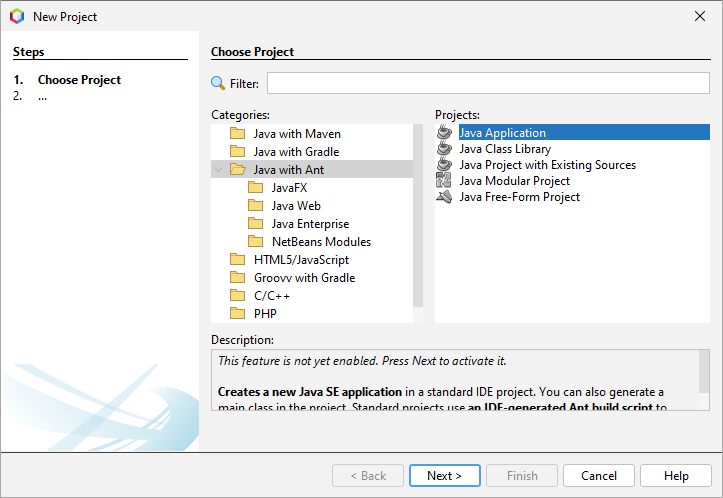 New Project
Steps
1. Choose Project
2. ...
Choose Project
Filter:
Categories:
Java with Maven
Java with Gradle
Java with Ant
JavaFX
Java Web
Java Enterprise
NetBeans Modules
HTML5/JavaScript
Groovy with Gradle
C/C++
PHP
Projects:
Java Application
Java Class Library
Java Project with Existing Sources
Java Modular Project
Java Free-Form Project
Description:
This feature is not yet enabled. Press Next to activate it.
Creates a new Java SE application in a standard IDE project. You can also generate a
main class in the project. Standard projects use an IDE-generated Ant build script to
< Back
Next >
Finish
Cancel
Help